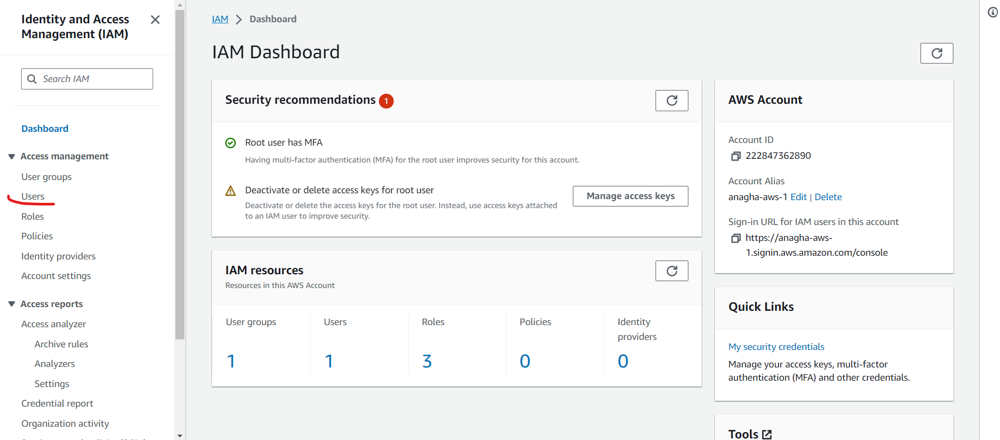 Identity and Access
Management (IAM)
Search IAM
Dashboard
Access management
User groups
Users
Roles
Policies
Identity providers
Account settings
Access reports
Access analyzer
Archive rules
Analyzers
Settings
Credential report
Organization activity
IAM > Dashboard
IAM Dashboard
Security recommendations 1
Root user has MFA
Having multi-factor authentication (MFA) for the root user improves security for this account.
Deactivate or delete access keys for root user
Deactivate or delete the access keys for the root user. Instead, use access keys attached
to an IAM user to improve security.
Manage access keys
IAM resources
Resources in this AWS Account
User groups
1
Users
1
Roles
3
Policies
0
Identity
providers
0
AWS Account
Account ID
222847362890
Account Alias
anagha-aws-1 Edit | Delete
Sign-in URL for IAM users in this account
https://anagha-aws-
1.signin.aws.amazon.com/console
Quick Links
My security credentials
Manage your access keys, multi-factor
authentication (MFA) and other credentials.
Tools